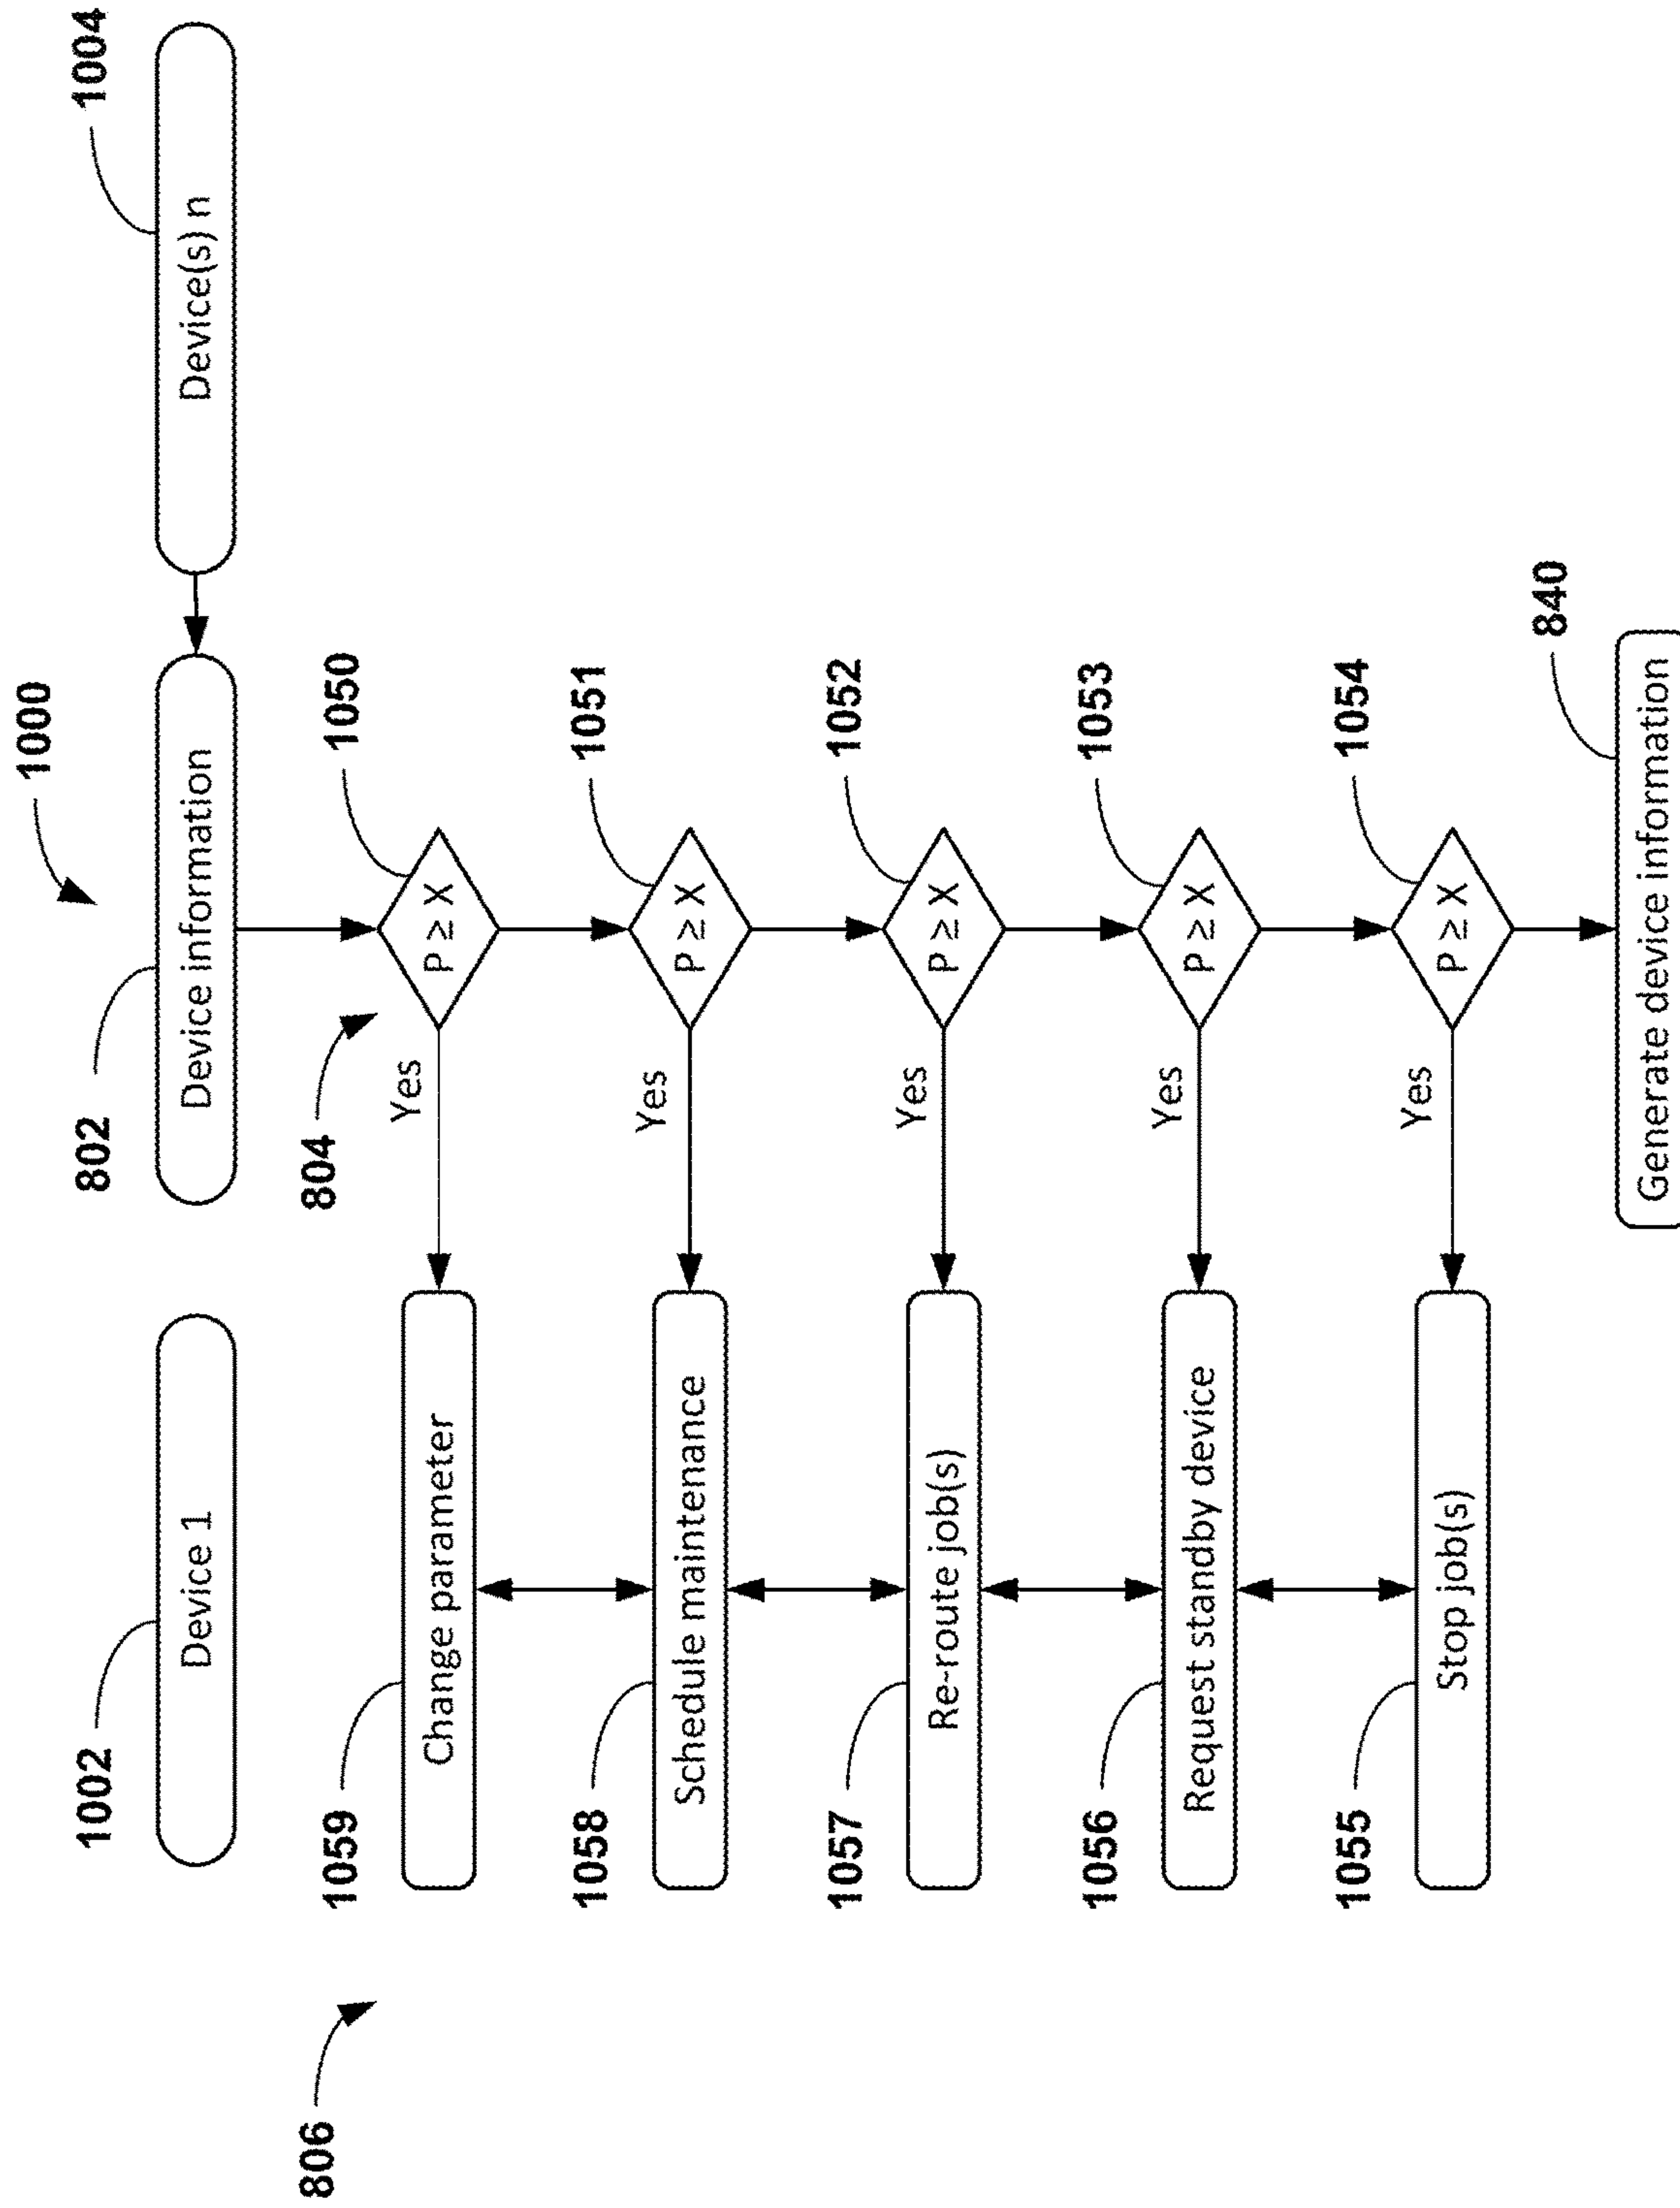 1000
802
1002
1004
Device 1
Device information
Device(s) n
806
804
1059
1050
Change parameter
Yes
P ≥ X
1058
1051
Schedule maintenance
Yes
P ≥ X
1057
1052
Re-route job(s)
Yes
P ≥ X
1056
1053
Request standby device
Yes
P ≥ X
1055
1054
Stop job(s)
Yes
P ≥ X
840
Generate device information